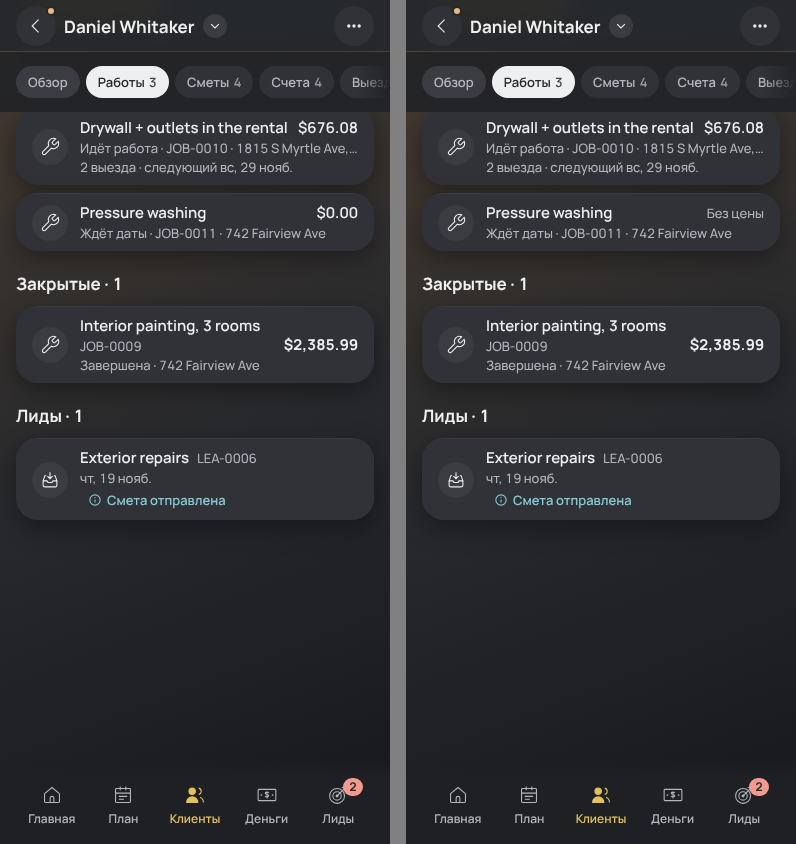 Daniel Whitaker
Обзор Работы 3 Сметы 4 Счета 4 Выезд
Drywall + outlets in the rental $676.08
Идёт работа · JOB-0010 · 1815 S Myrtle Ave,…
2 выезда · следующий вс, 29 нояб.
Pressure washing $0.00
Ждёт даты · JOB-0011 · 742 Fairview Ave
Закрытые · 1
Interior painting, 3 rooms
JOB-0009
$2,385.99
Завершена · 742 Fairview Ave
Лиды · 1
Exterior repairs LEA-0006
чт, 19 нояб.
Смета отправлена
2
Главная План Клиенты Деньги Лиды
Daniel Whitaker
Обзор Работы 3 Сметы 4 Счета 4 Выезд
Drywall + outlets in the rental $676.08
Идёт работа · JOB-0010 · 1815 S Myrtle Ave,…
2 выезда · следующий вс, 29 нояб.
Pressure washing Без цены
Ждёт даты · JOB-0011 · 742 Fairview Ave
Закрытые · 1
Interior painting, 3 rooms
JOB-0009
$2,385.99
Завершена · 742 Fairview Ave
Лиды · 1
Exterior repairs LEA-0006
чт, 19 нояб.
Смета отправлена
2
Главная План Клиенты Деньги Лиды